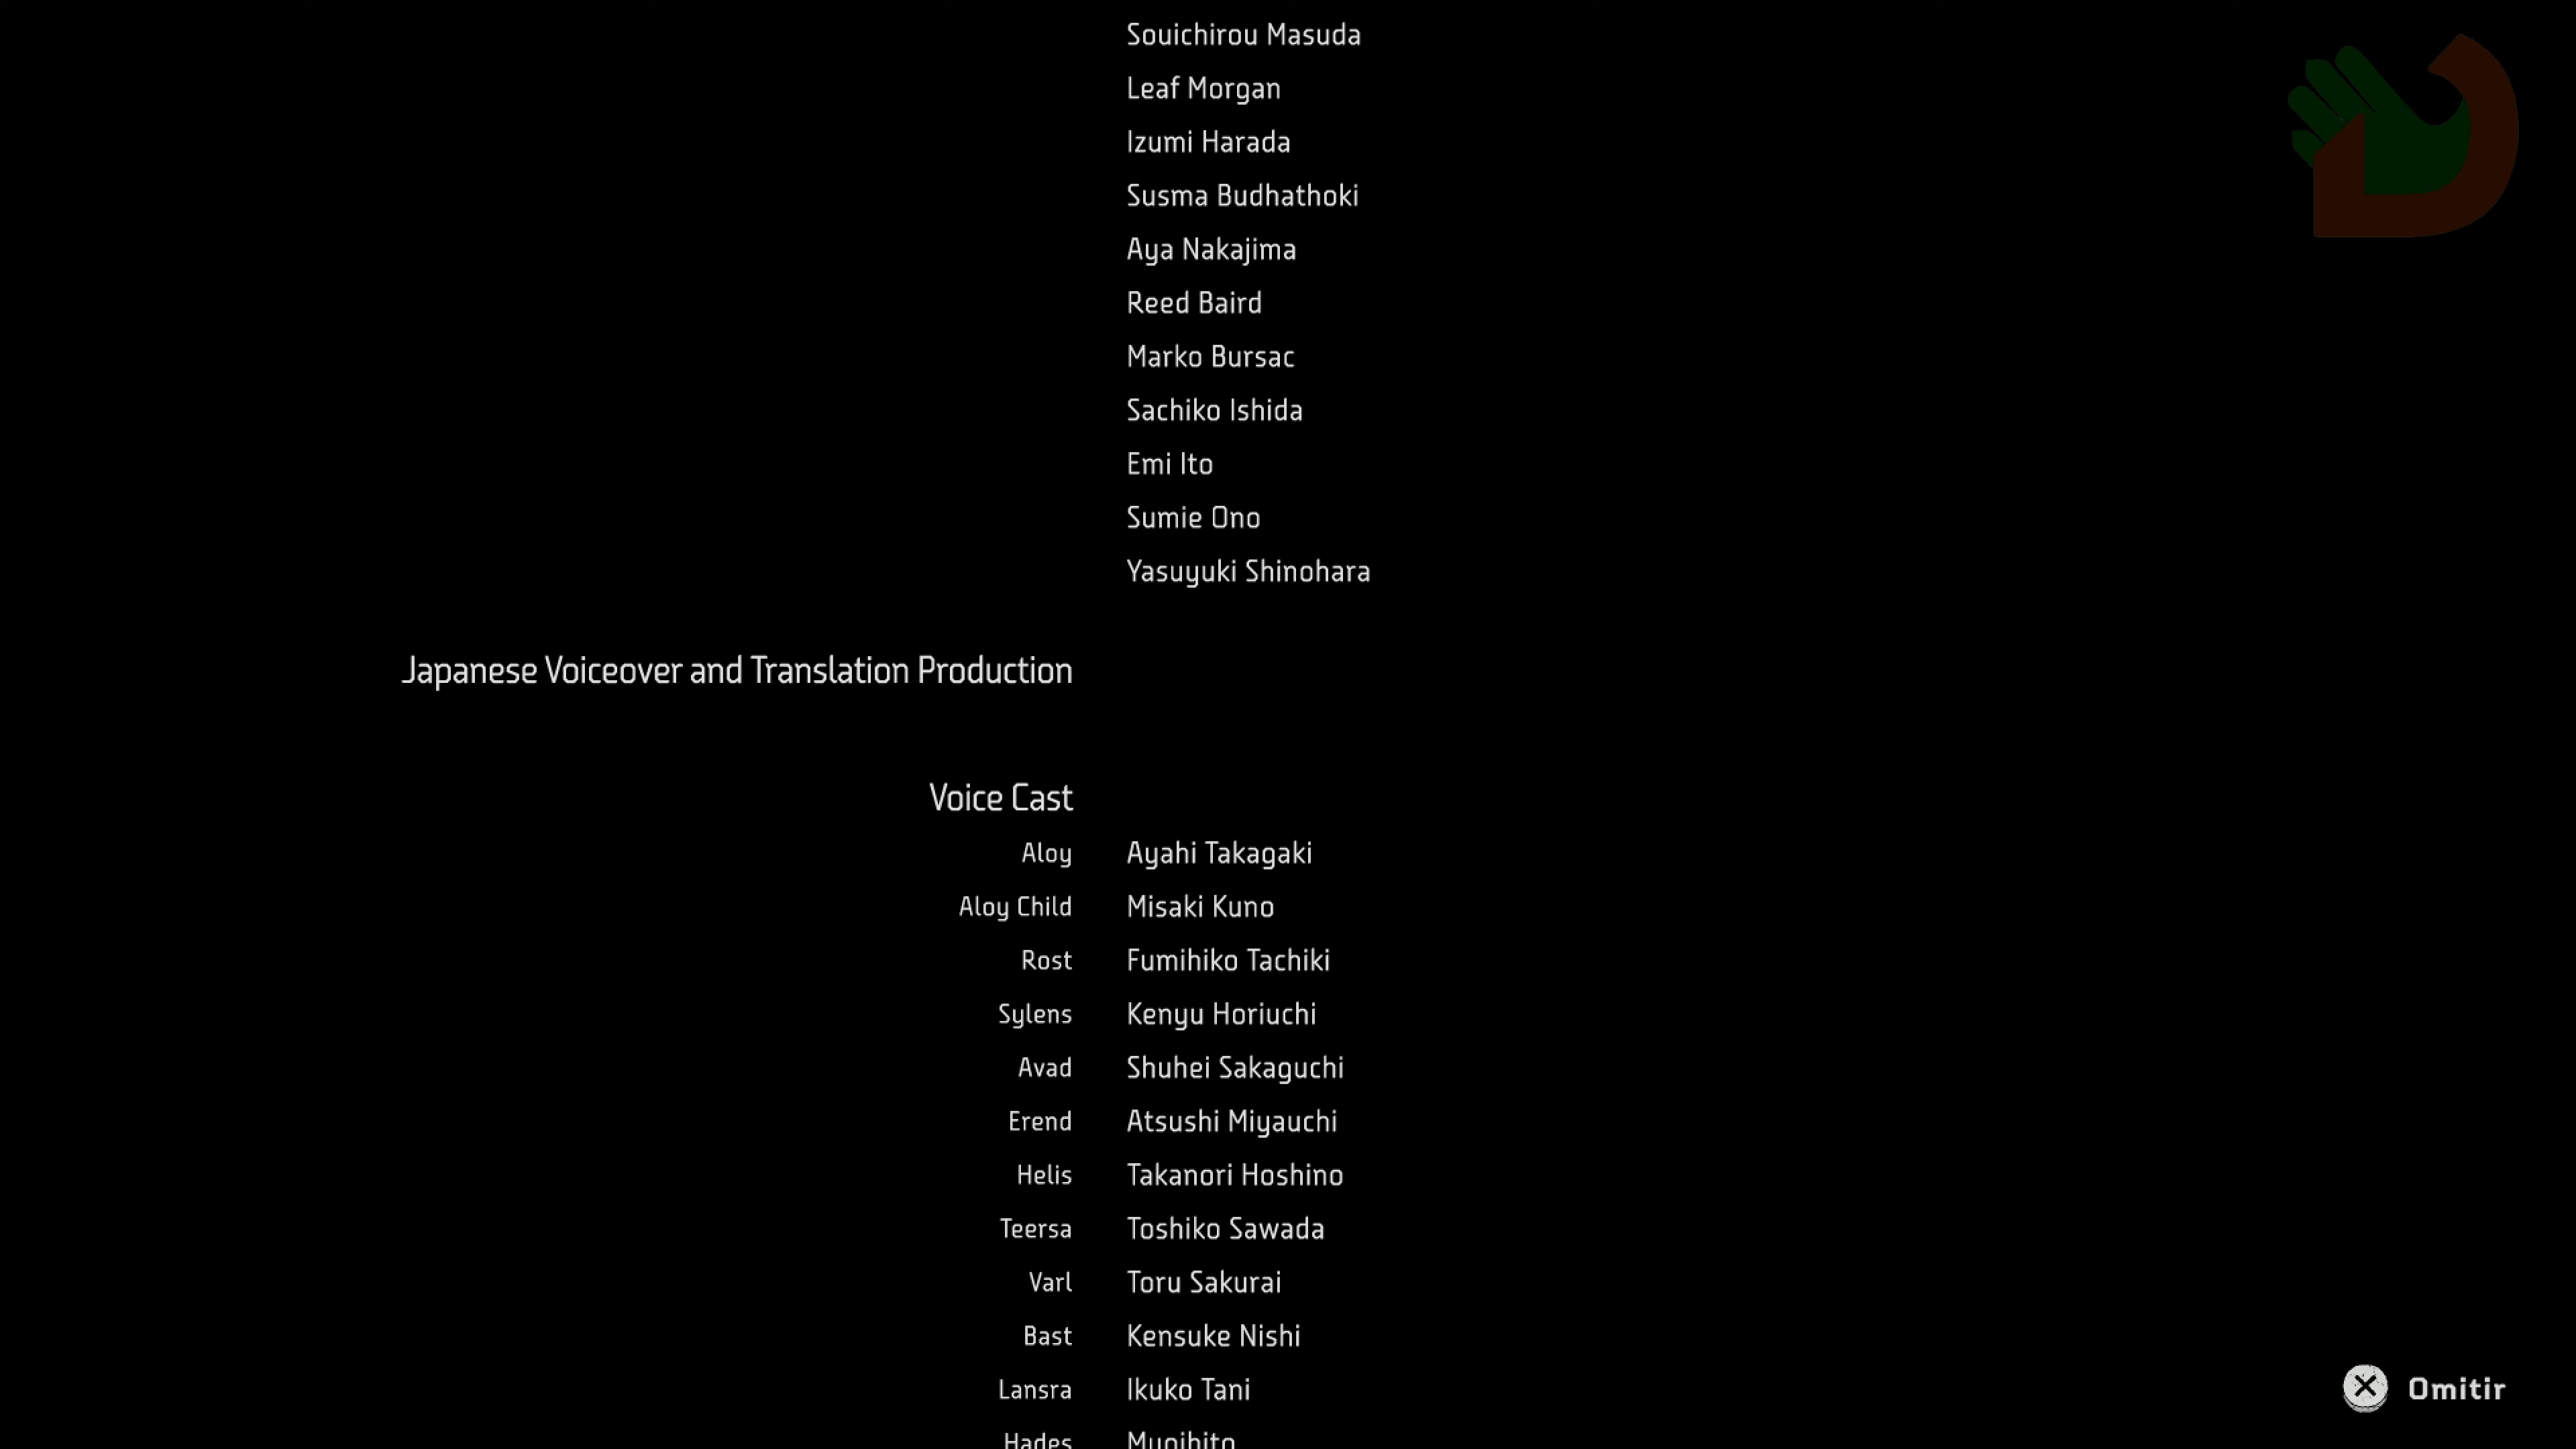 Souichirou Masuda
Leaf Morgan
Izumi Harada
Susma Budhathoki
Aya Nakajima
Reed Baird
Marko Bursac
Sachiko Ishida
Emi Ito
Sumie Ono
Yasuyuki Shinohara
Japanese Voiceover and Translation Production
Voice Cast
Aloy Ayahi Takagaki
Aloy Child Misaki Kuno
Rost Fumihiko Tachiki
Sylens Kenyu Horiuchi
Avad Shuhei Sakaguchi
Erend Atsushi Miyauchi
Helis Takanori Hoshino
Teersa Toshiko Sawada
Varl Toru Sakurai
Bast Kensuke Nishi
Lansra Ikuko Tani
Hades
Omitir